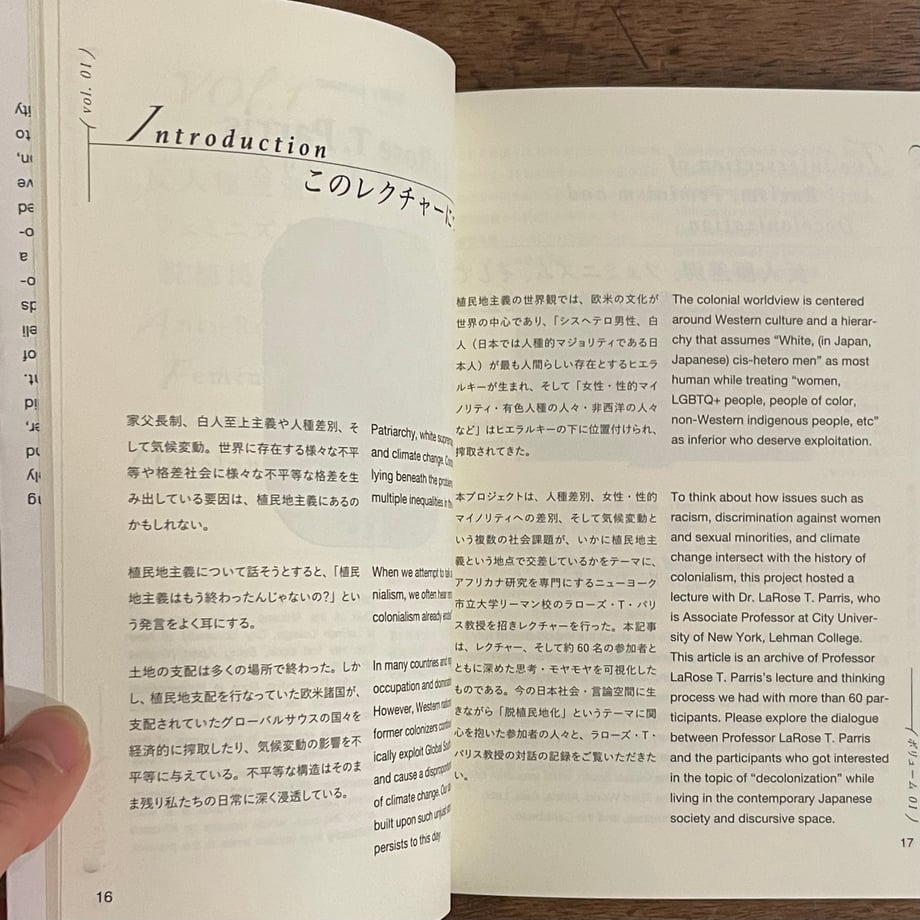 (vol. 01)
Introduction
このレクチャーに
家父長制、白人至上主義や人種差別、そ
して気候変動。世界に存在する様々な不平
等や格差社会に様々な不平等な格差を生
み出している要因は、植民地主義にあるの
かもしれない。
植民地主義について話そうとすると、「植民
地主義はもう終わったんじゃないの?」とい
う発言をよく耳にする。
土地の支配は多くの場所で終わった。しか
し、植民地支配を行なっていた欧米諸国が、
支配されていたグローバルサウスの国々を
経済的に搾取したり、気候変動の影響を不
平等に与えている。不平等な構造はそのま
ま残り私たちの日常に深く浸透している。
Patriarchy, white
and climate change.
lying beneath the
multiple inequalities in
When we attempt to
nialism, we often hear
colonialism already
In many countries and
occupation and
However, Western
former colonizers
ically exploit Global
and cause a
of climate change.
built upon such unjust
persists to this day.
16
植民地主義の世界観では、欧米の文化が
世界の中心であり、「シスヘテロ男性、白
人（日本では人種的マジョリティである日
本人）が最も人間らしい存在とするヒエラ
ルキーが生まれ、そして「女性・性的マイ
ノリティ・有色人種の人々・非西洋の人々
など」はヒエラルキーの下に位置付けられ、
搾取されてきた。
本プロジェクトは、人種差別、女性・性的
マイノリティへの差別、そして気候変動と
いう複数の社会課題が、いかに植民地主
義という地点で交差しているかをテーマに、
アフリカナ研究を専門にするニューヨーク
市立大学リーマン校のラローズ・T・パリ
ス教授を招きレクチャーを行った。本記事
は、レクチャー、そして約60名の参加者と
ともに深めた思考・モヤモヤを可視化した
ものである。今の日本社会・言論空間に生
きながら「脱植民地化」というテーマに関
心を抱いた参加者の人々と、ラローズ・T・
パリス教授の対話の記録をご覧いただきた
い。
The colonial worldview is centered
around Western culture and a hierar-
chy that assumes “White, (in Japan,
Japanese) cis-hetero men” as most
human while treating “women,
LGBTQ+ people, people of color,
non-Western indigenous people, etc”
as inferior who deserve exploitation.
To think about how issues such as
racism, discrimination against women
and sexual minorities, and climate
change intersect with the history of
colonialism, this project hosted a
lecture with Dr. LaRose T. Parris, who
is Associate Professor at City Univer-
sity of New York, Lehman College.
This article is an archive of Professor
LaRose T. Parris's lecture and thinking
process we had with more than 60 par-
ticipants. Please explore the dialogue
between Professor LaRose T. Parris
and the participants who got interested
in the topic of “decolonization” while
living in the contemporary Japanese
society and discursive space.
(ボリューム01)
17